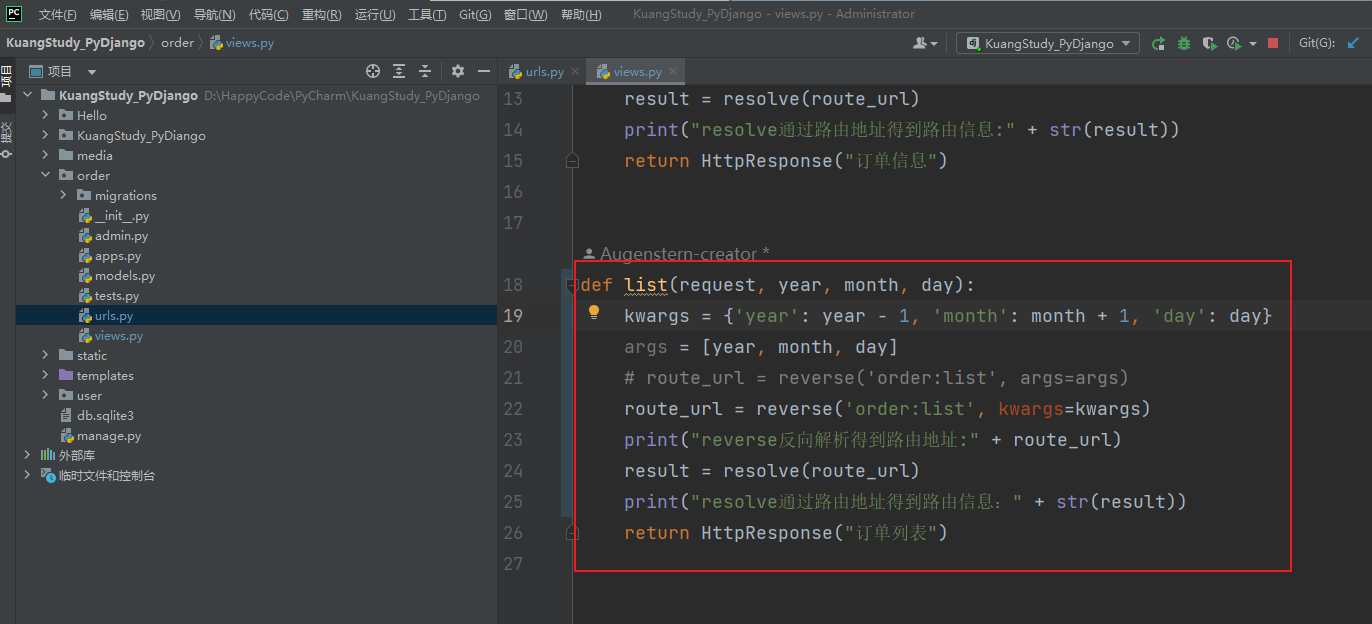 PC 文件(F) 编辑(E) 视图(V) 导航(N) 代码(C) 重构(R) 运行(U) 工具(T) Git(G) 窗口(W) 帮助(H) KuangStudy_PyDjango - views.py - Administrator
KuangStudy_PyDjango order views.py KuangStudy_PyDjango Git(G):
项目
提交
项目
urls.py views.py
KuangStudy_PyDjango D:\HappyCode\PyCharm\KuangStudy_PyDjango
Hello
KuangStudy_PyDiango
media
order
migrations
__init__.py
admin.py
apps.py
models.py
tests.py
urls.py
views.py
static
templates
user
db.sqlite3
manage.py
外部库
临时文件和控制台
13 result = resolve(route_url)
14 print("resolve通过路由地址得到路由信息:" + str(result))
15 return HttpResponse("订单信息")
16
17
Augenstern-creator *
18 def list(request, year, month, day):
19 kwargs = {'year': year - 1, 'month': month + 1, 'day': day}
20 args = [year, month, day]
21 # route_url = reverse('order:list', args=args)
22 route_url = reverse('order:list', kwargs=kwargs)
23 print("reverse反向解析得到路由地址:" + route_url)
24 result = resolve(route_url)
25 print("resolve通过路由地址得到路由信息：" + str(result))
26 return HttpResponse("订单列表")
27